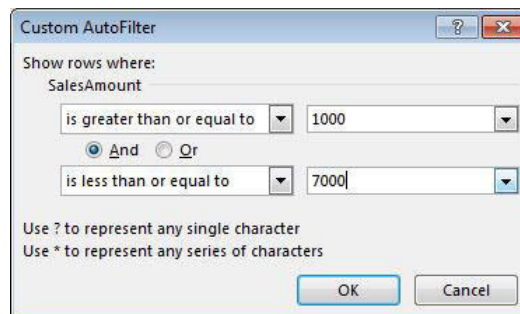 Custom AutoFilter
?
Show rows where:
SalesAmount
is greater than or equal to 1000
And Or
is less than or equal to 7000
Use ? to represent any single character
Use * to represent any series of characters
OK Cancel